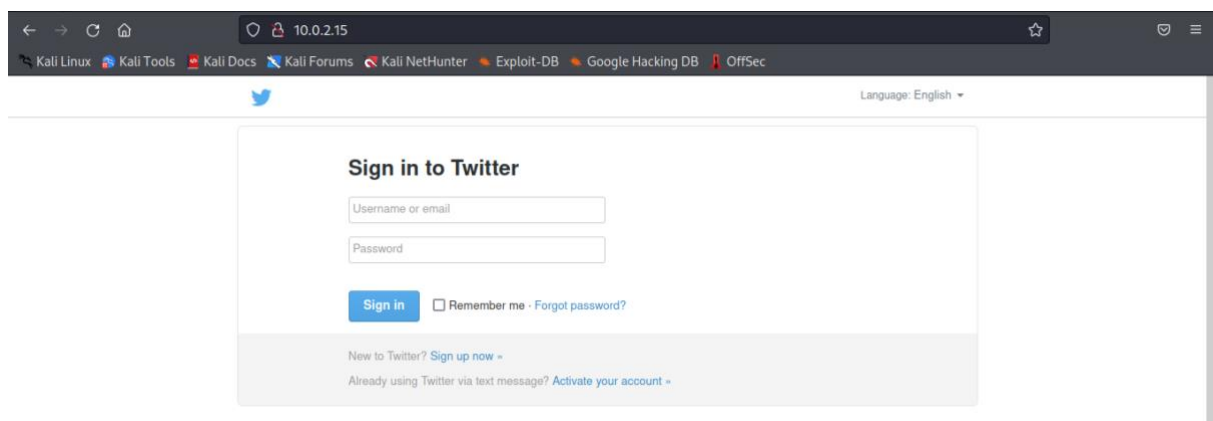 10.0.2.15
Kali Linux Kali Tools Kali Docs Kali Forums Kali NetHunter Exploit-DB Google Hacking DB OffSec
Language: English
Sign in to Twitter
Username or email
Password
Sign in Remember me · Forgot password?
New to Twitter? Sign up now »
Already using Twitter via text message? Activate your account »